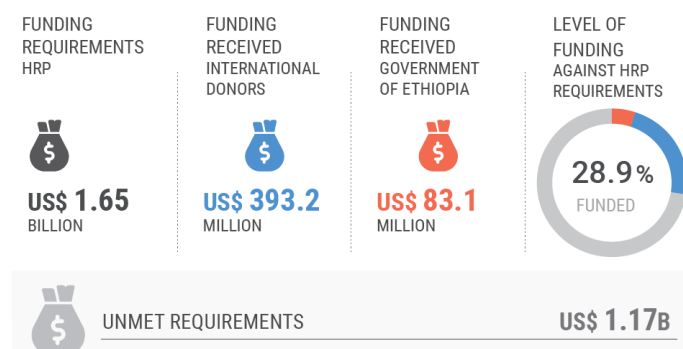 FUNDING
REQUIREMENTS
HRP
$
US$ 1.65
BILLION
FUNDING
RECEIVED
INTERNATIONAL
DONORS
$
US$ 393.2
MILLION
FUNDING
RECEIVED
GOVERNMENT
OF ETHIOPIA
$
US$ 83.1
MILLION
LEVEL OF
FUNDING
AGAINST HRP
REQUIREMENTS
28.9%
FUNDED
$
UNMET REQUIREMENTS
US$ 1.17B